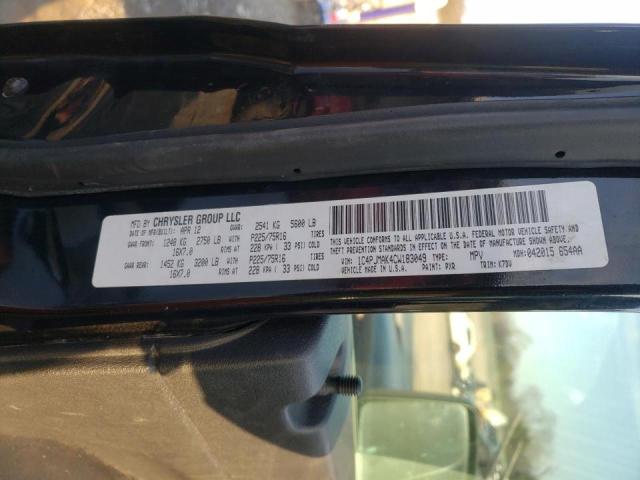 MFD BY CHRYSLER GROUP LLC
DATE OF MFR(BUILT): APR 12 GVWR: 2541 KG 5600 LB
GAWR FRONT: 1248 KG 2750 LB WITH P225/75R16 TIRES
16X7.0 RIMS AT 228 KPA ( 33 PSI) COLD
GAWR REAR: 1452 KG 3200 LB WITH P225/75R16 TIRES
16X7.0 RIMS AT 228 KPA ( 33 PSI) COLD
THIS VEHICLE CONFORMS TO ALL APPLICABLE U.S.A. FEDERAL MOTOR VEHICLE SAFETY AND
THEFT PREVENTION STANDARDS IN EFFECT ON THE DATE OF MANUFACTURE SHOWN ABOVE.
VEHICLE MADE IN U.S.A.
VIN: 1C4PJMAK4CW183049 TYPE: MPV MDH: 042015 654AA
PAINT: PXR TRIM: K7DV